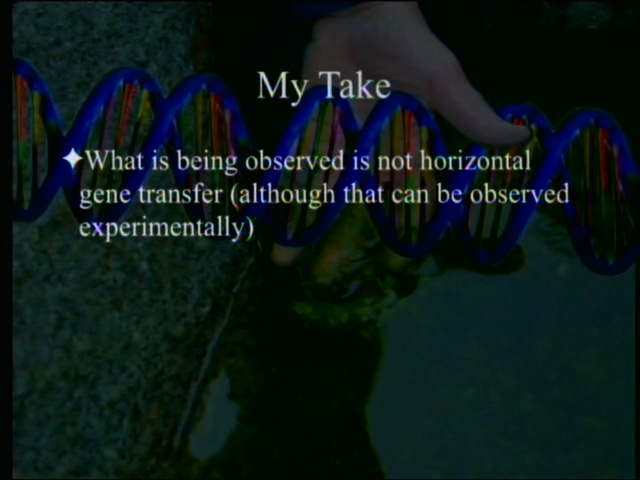 My Take
What is being observed is not horizontal
gene transfer (although that can be observed
experimentally)